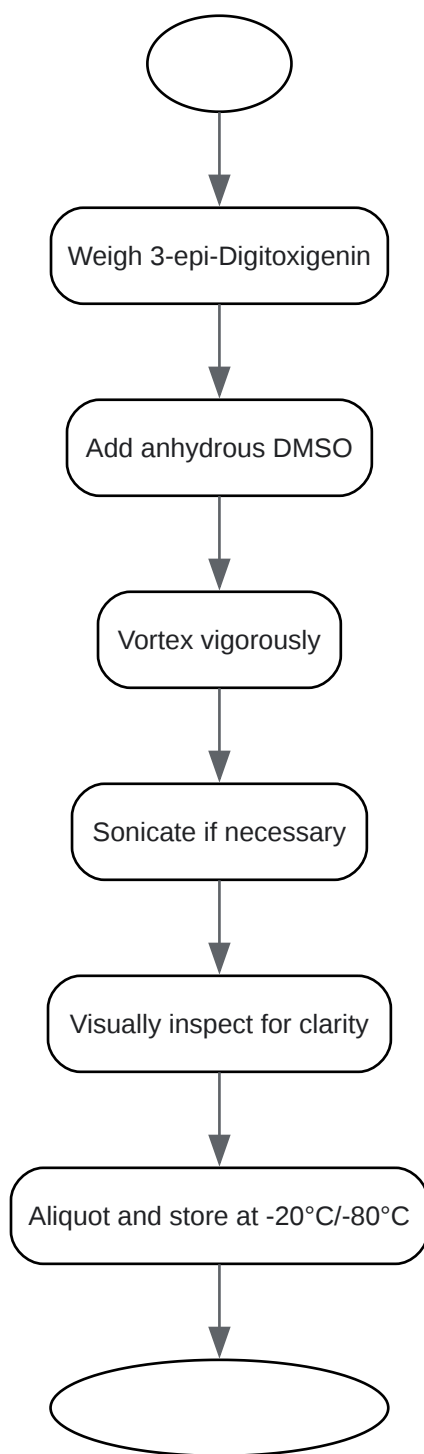 Weigh 3-epi-Digitoxigenin
Add anhydrous DMSO
Vortex vigorously
Sonicate if necessary
Visually inspect for clarity
Aliquot and store at -20°C/-80°C